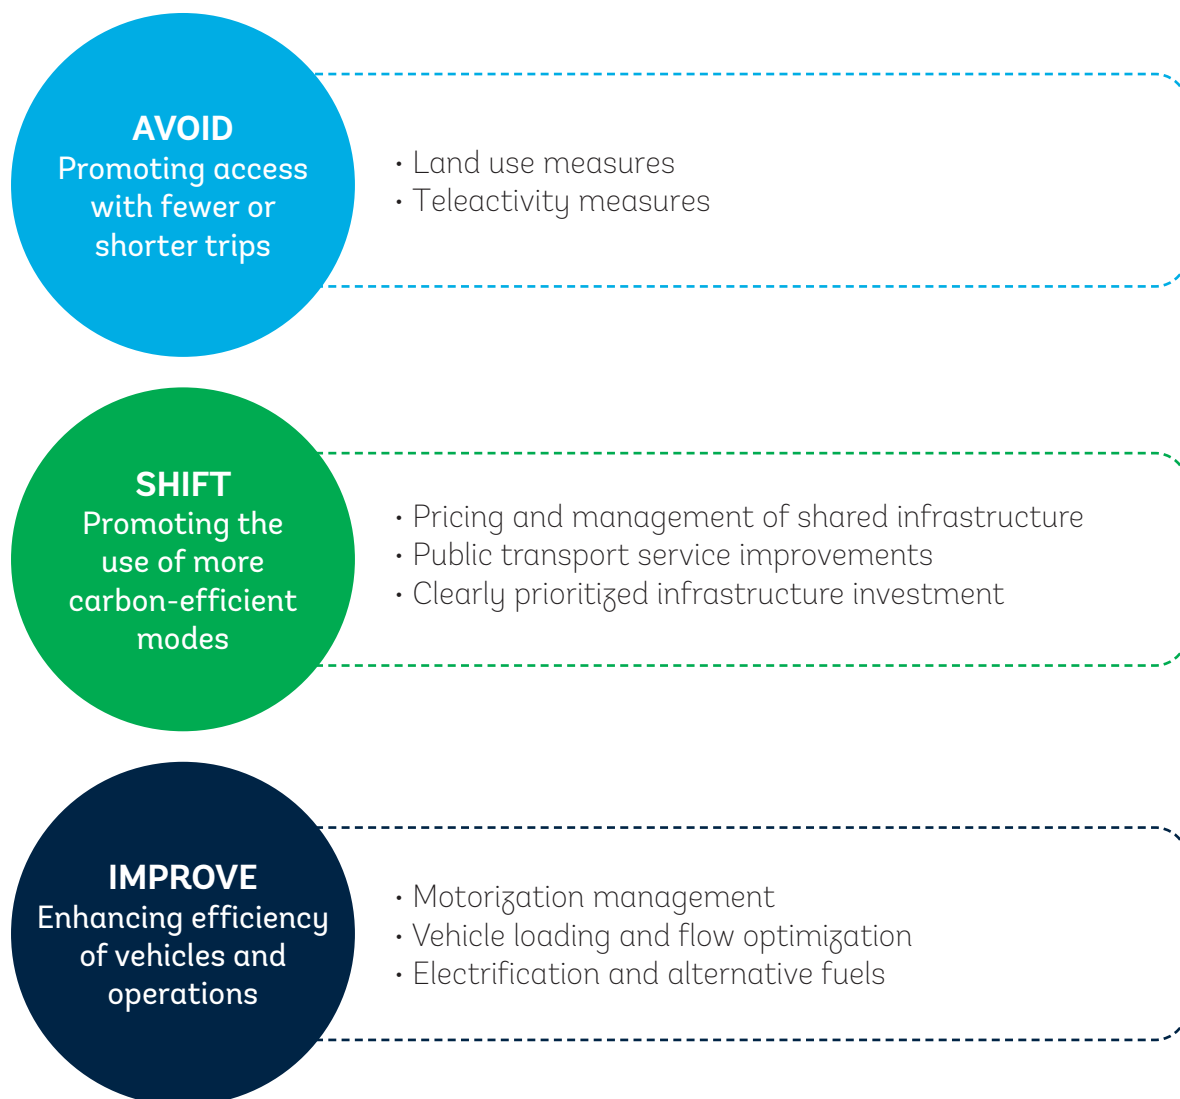 AVOID
Promoting access
with fewer or
shorter trips
• Land use measures
• Teleactivity measures
SHIFT
Promoting the
use of more
carbon-efficient
modes
• Pricing and management of shared infrastructure
• Public transport service improvements
• Clearly prioritized infrastructure investment
IMPROVE
Enhancing efficiency
of vehicles and
operations
• Motorization management
• Vehicle loading and flow optimization
• Electrification and alternative fuels